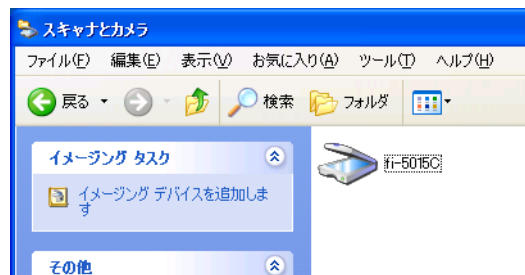 スキャナとカメラ
ファイル(F) 編集(E) 表示(V) お気に入り(A) ツール(T) ヘルプ(H)
戻る 検索 フォルダ
イメージング タスク
イメージング デバイスを追加しま
す
fi-5015C
その他